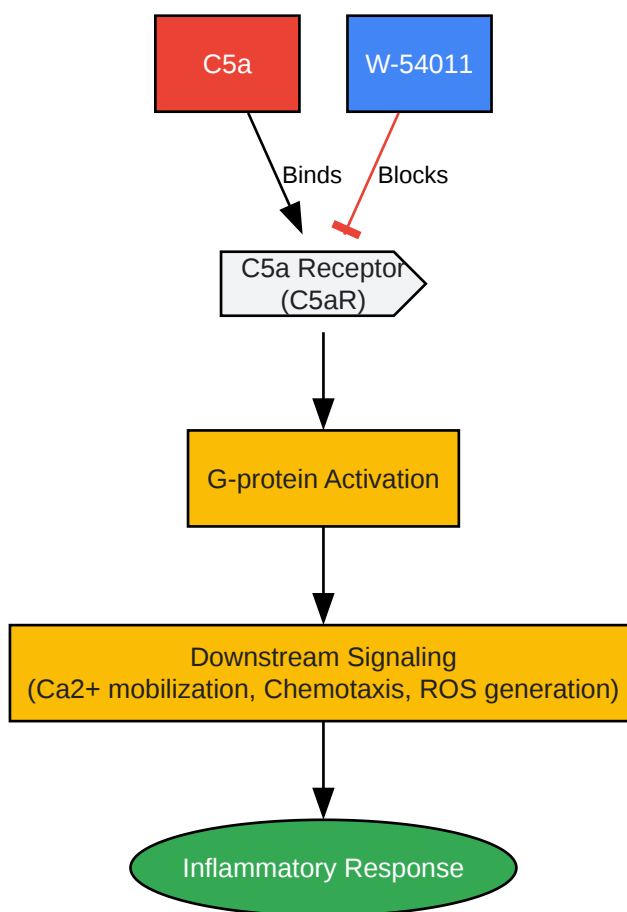 C5a
W-54011
Binds
Blocks
C5a Receptor
(C5aR)
G-protein Activation
Downstream Signaling
(Ca2+ mobilization, Chemotaxis, ROS generation)
Inflammatory Response